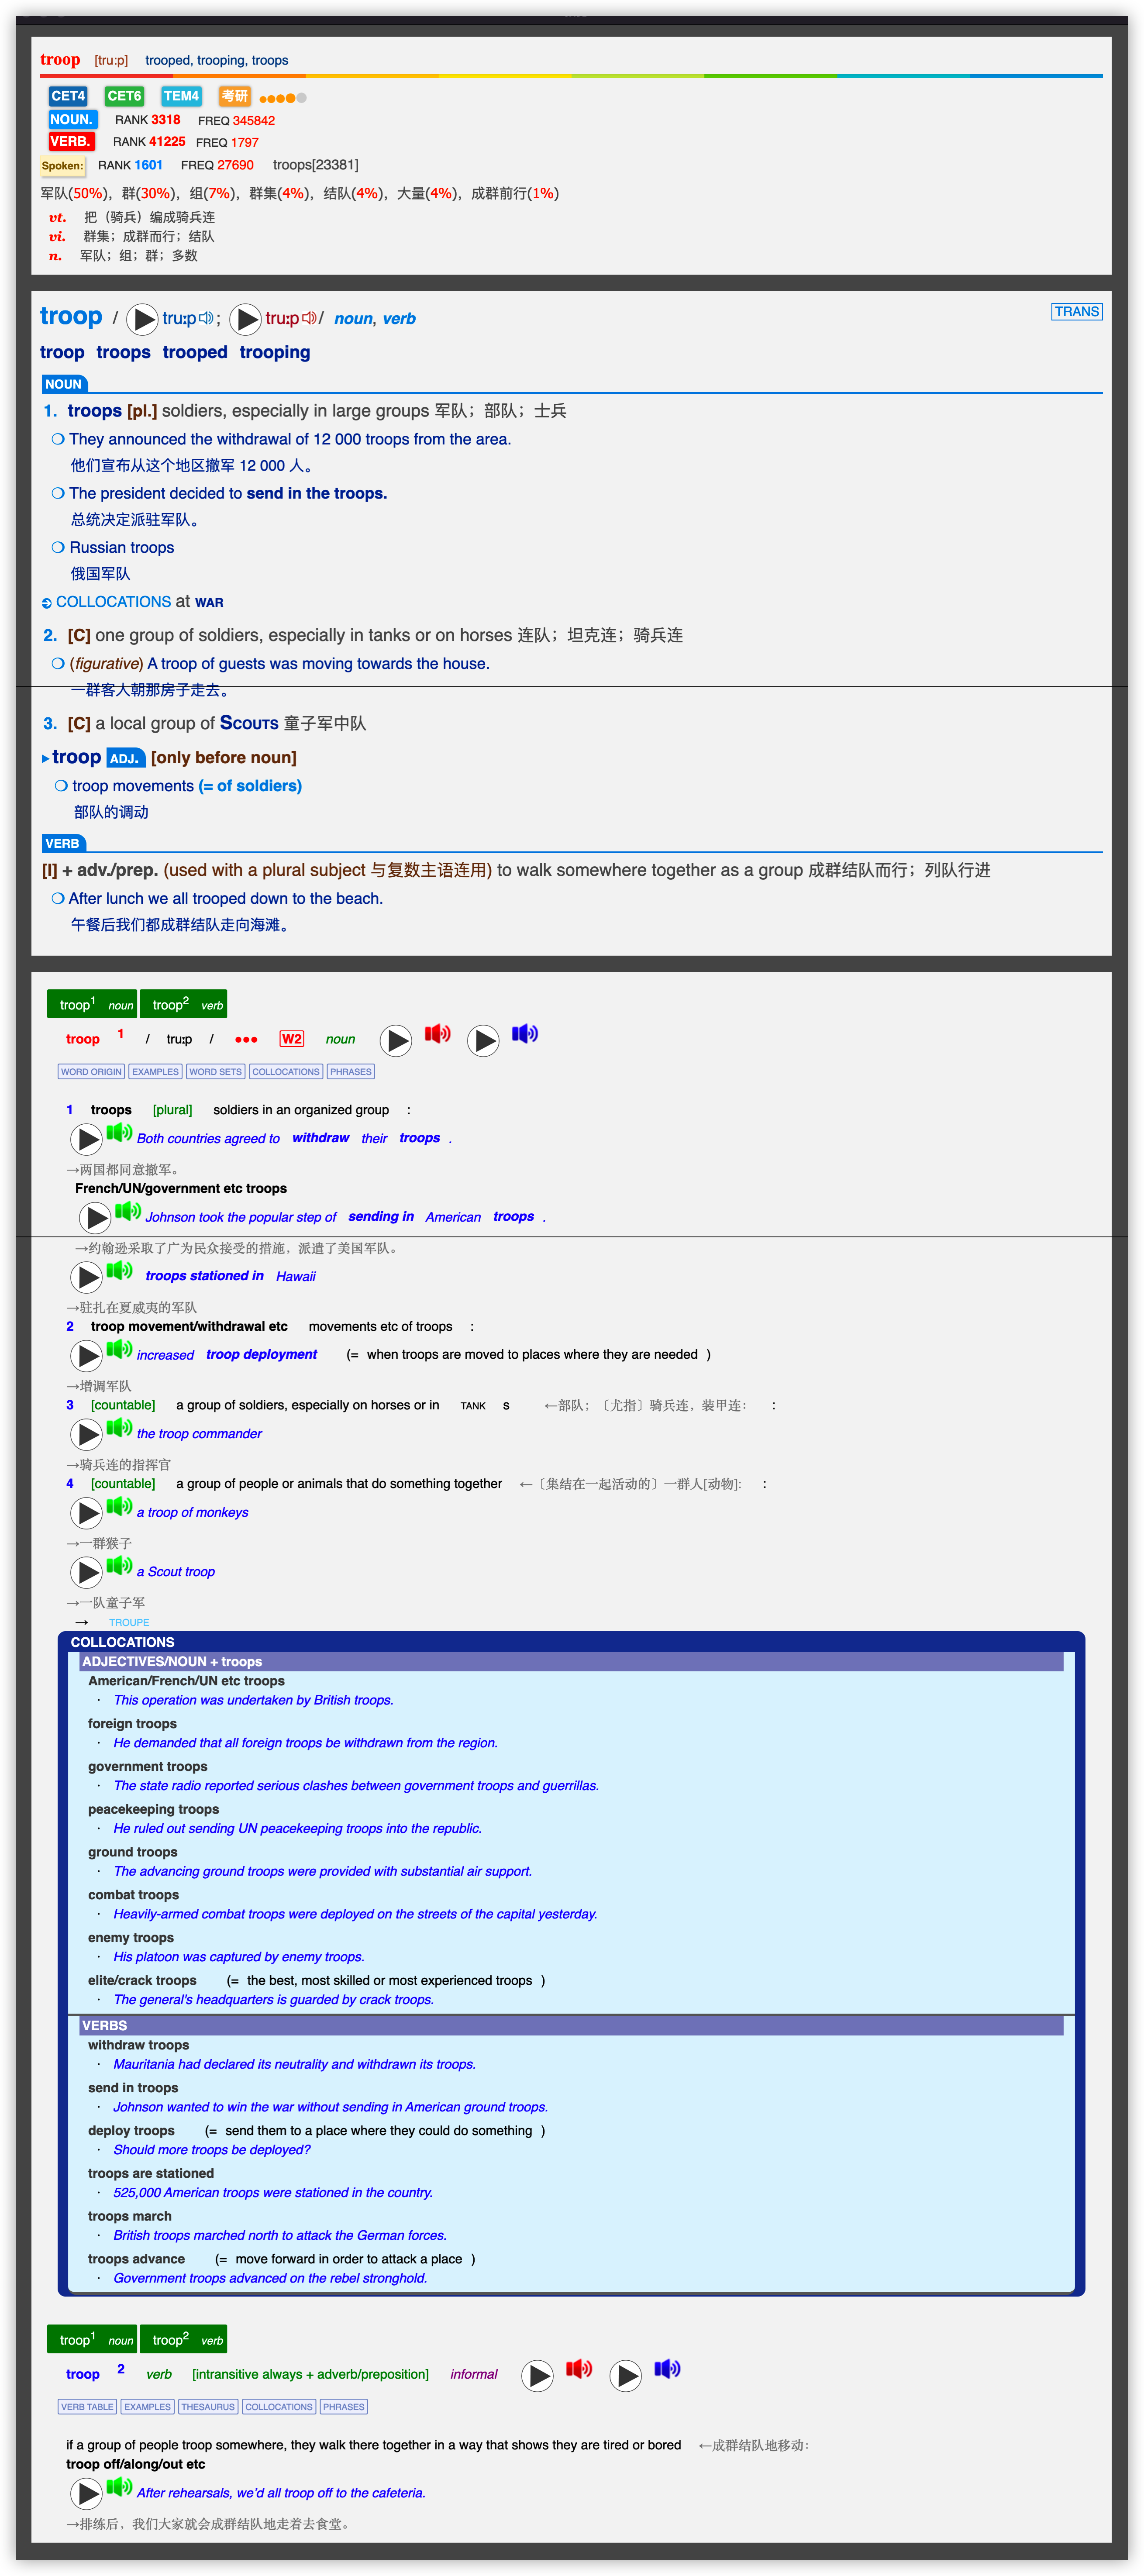 troop [tru:p] trooped, trooping, troops
CET4 CET6 TEM4 考研
NOUN. RANK 3318 FREQ 345842
VERB. RANK 41225 FREQ 1797
Spoken: RANK 1601 FREQ 27690 troops[23381]
军队(50%)，群(30%)，组(7%)，群集(4%)，结队(4%)，大量(4%)，成群前行(1%)
vt. 把（骑兵）编成骑兵连
vi. 群集；成群而行；结队
n. 军队；组；群；多数
troop / tru:p ; tru:p / noun, verb TRANS
troop troops trooped trooping
NOUN
1. troops [pl.] soldiers, especially in large groups 军队；部队；士兵
They announced the withdrawal of 12 000 troops from the area.
他们宣布从这个地区撤军 12 000 人。
The president decided to send in the troops.
总统决定派驻军队。
Russian troops
俄国军队
COLLOCATIONS at WAR
2. [C] one group of soldiers, especially in tanks or on horses 连队；坦克连；骑兵连
(figurative) A troop of guests was moving towards the house.
一群客人朝那房子走去。
3. [C] a local group of SCOUTS 童子军中队
▸troop ADJ. [only before noun]
troop movements (= of soldiers)
部队的调动
VERB
[I] + adv./prep. (used with a plural subject 与复数主语连用) to walk somewhere together as a group 成群结队而行；列队行进
After lunch we all trooped down to the beach.
午餐后我们都成群结队走向海滩。
troop1 noun troop2 verb
troop 1 / tru:p / ●●● W2 noun
WORD ORIGIN EXAMPLES WORD SETS COLLOCATIONS PHRASES
1 troops [plural] soldiers in an organized group :
Both countries agreed to withdraw their troops .
→两国都同意撤军。
French/UN/government etc troops
Johnson took the popular step of sending in American troops .
→约翰逊采取了广为民众接受的措施，派遣了美国军队。
troops stationed in Hawaii
→驻扎在夏威夷的军队
2 troop movement/withdrawal etc movements etc of troops :
increased troop deployment (= when troops are moved to places where they are needed )
→增调军队
3 [countable] a group of soldiers, especially on horses or in TANK s ←部队；〔尤指〕骑兵连，装甲连： :
the troop commander
→骑兵连的指挥官
4 [countable] a group of people or animals that do something together ←〔集结在一起活动的〕一群人[动物]: :
a troop of monkeys
→一群猴子
a Scout troop
→一队童子军
→ TROUPE
COLLOCATIONS
ADJECTIVES/NOUN + troops
American/French/UN etc troops
· This operation was undertaken by British troops.
foreign troops
· He demanded that all foreign troops be withdrawn from the region.
government troops
· The state radio reported serious clashes between government troops and guerrillas.
peacekeeping troops
· He ruled out sending UN peacekeeping troops into the republic.
ground troops
· The advancing ground troops were provided with substantial air support.
combat troops
· Heavily-armed combat troops were deployed on the streets of the capital yesterday.
enemy troops
· His platoon was captured by enemy troops.
elite/crack troops (= the best, most skilled or most experienced troops )
· The general's headquarters is guarded by crack troops.
VERBS
withdraw troops
· Mauritania had declared its neutrality and withdrawn its troops.
send in troops
· Johnson wanted to win the war without sending in American ground troops.
deploy troops (= send them to a place where they could do something )
· Should more troops be deployed?
troops are stationed
· 525,000 American troops were stationed in the country.
troops march
· British troops marched north to attack the German forces.
troops advance (= move forward in order to attack a place )
· Government troops advanced on the rebel stronghold.
troop1 noun troop2 verb
troop 2 verb [intransitive always + adverb/preposition] informal
VERB TABLE EXAMPLES THESAURUS COLLOCATIONS PHRASES
if a group of people troop somewhere, they walk there together in a way that shows they are tired or bored ←成群结队地移动：
troop off/along/out etc
After rehearsals, we'd all troop off to the cafeteria.
→排练后，我们大家就会成群结队地走着去食堂。